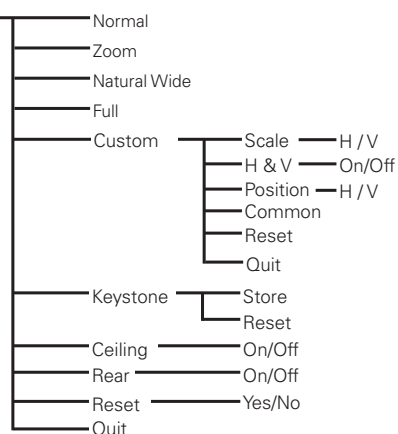 Normal
Zoom
Natural Wide
Full
Custom Scale H / V
H & V On/Off
Position H / V
Common
Reset
Quit
Keystone Store
Reset
Ceiling On/Off
Rear On/Off
Reset Yes/No
Quit